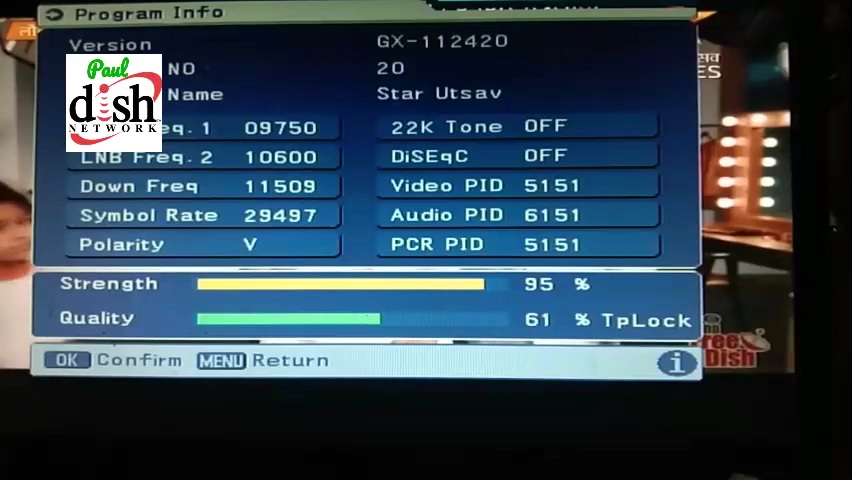 Program Info
Version GX-112420
NO 20
Name Star Utsav
eq. 1 09750
22K Tone OFF
LNB Freq. 2 10600
DiSEqC OFF
Down Freq 11509
Video PID 5151
Symbol Rate 29497
Audio PID 6151
Polarity V
PCR PID 5151
Strength 95 %
Quality 61 % TpLock
OK Confirm MENU Return
i
Paul
dish
NETWORK
Dish